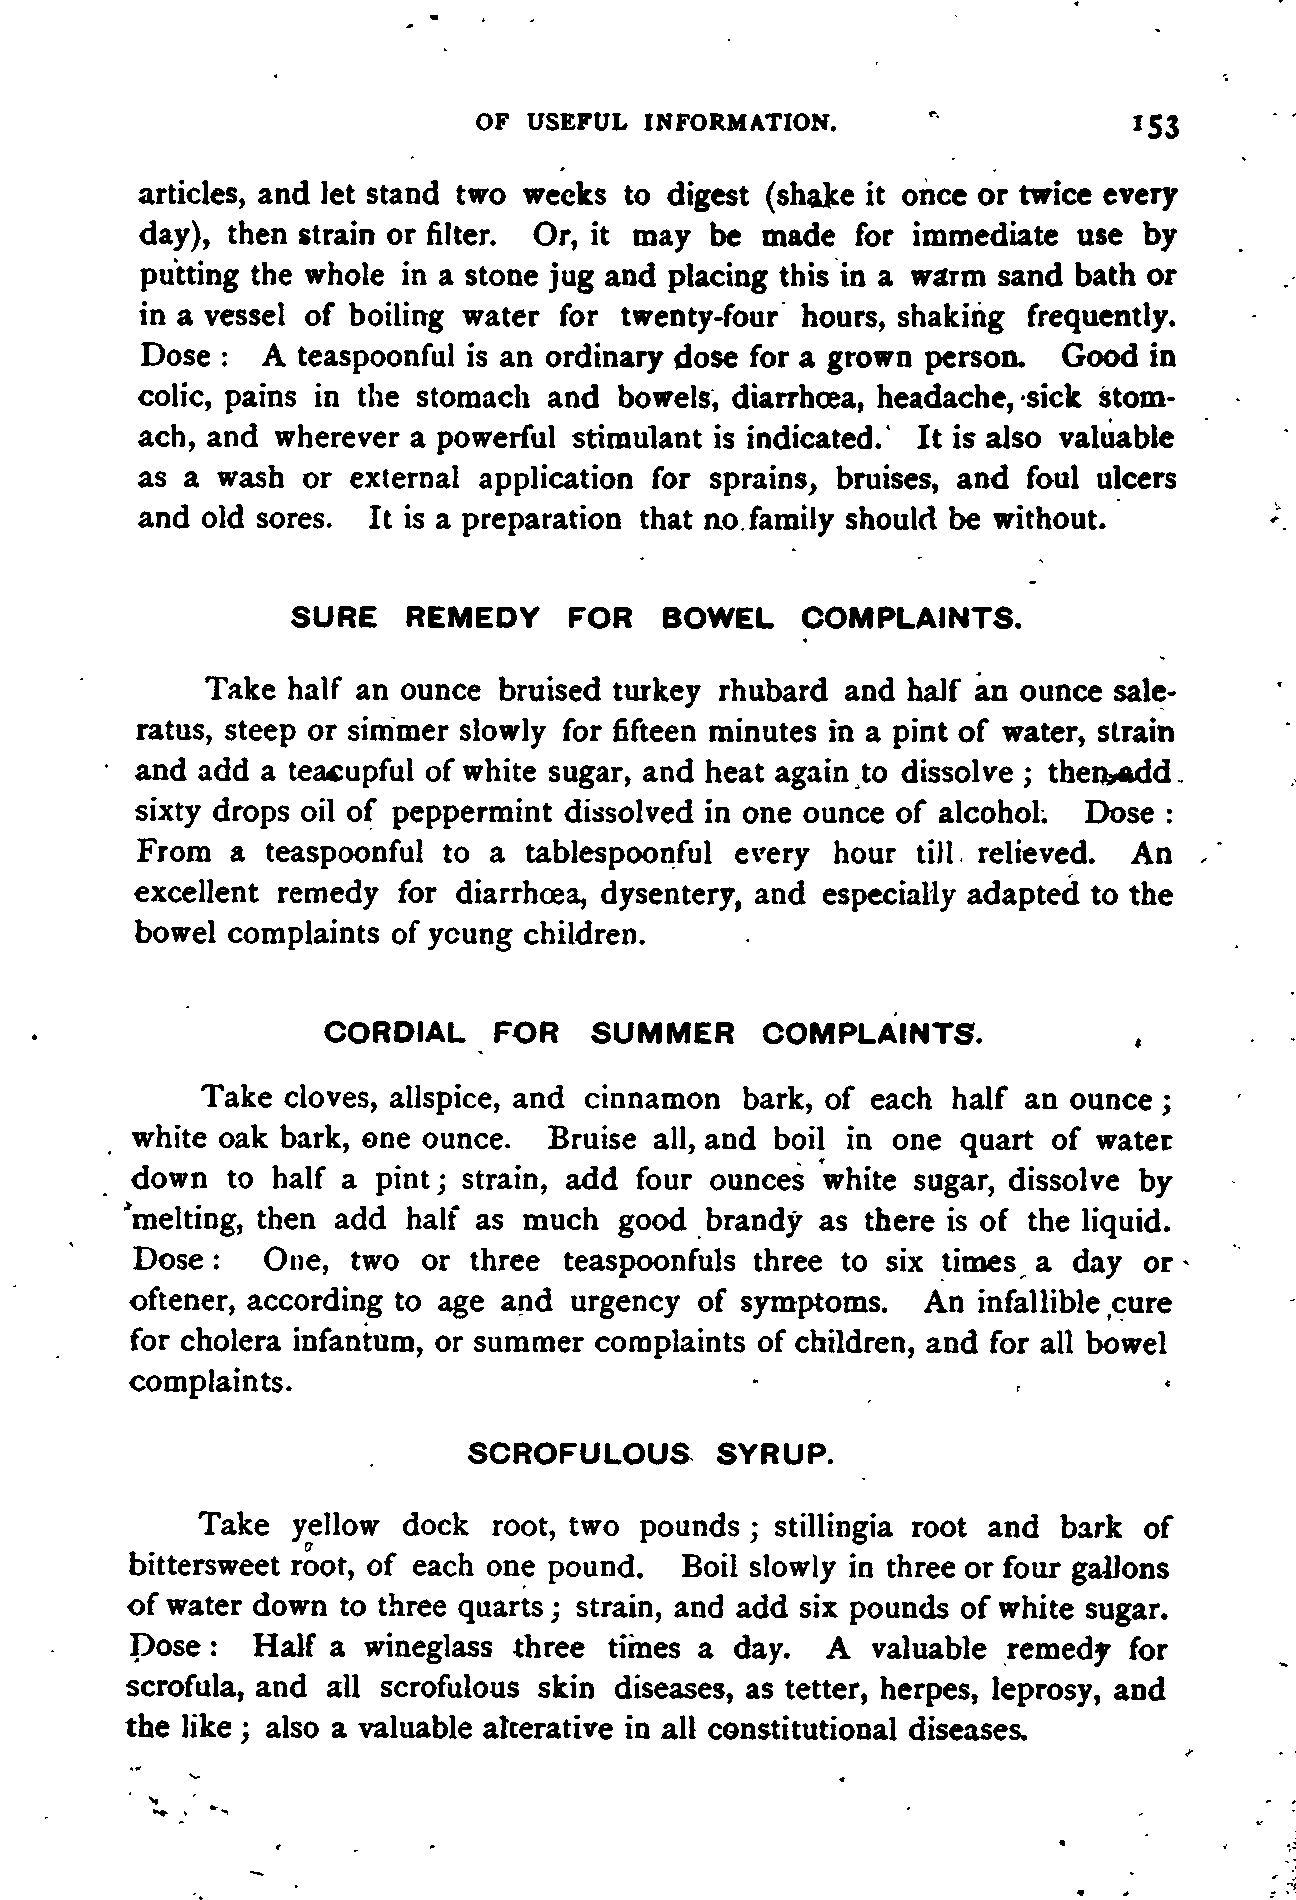 OF USEFUL INFORMATION. 153
articles, and let stand two weeks to digest (shake it once or twice every
day), then strain or filter. Or, it may be made for immediate use by
putting the whole in a stone jug and placing this in a warm sand bath or
in a vessel of boiling water for twenty-four hours, shaking frequently.
Dose : A teaspoonful is an ordinary dose for a grown person. Good in
colic, pains in the stomach and bowels, diarrhœa, headache, sick stom-
ach, and wherever a powerful stimulant is indicated. It is also valuable
as a wash or external application for sprains, bruises, and foul ulcers
and old sores. It is a preparation that no family should be without.
SURE REMEDY FOR BOWEL COMPLAINTS.
Take half an ounce bruised turkey rhubard and half an ounce sale-
ratus, steep or simmer slowly for fifteen minutes in a pint of water, strain
and add a teacupful of white sugar, and heat again to dissolve ; then add
sixty drops oil of peppermint dissolved in one ounce of alcohol. Dose :
From a teaspoonful to a tablespoonful every hour till relieved. An
excellent remedy for diarrhœa, dysentery, and especially adapted to the
bowel complaints of young children.
CORDIAL FOR SUMMER COMPLAINTS.
Take cloves, allspice, and cinnamon bark, of each half an ounce ;
white oak bark, one ounce. Bruise all, and boil in one quart of water
down to half a pint ; strain, add four ounces white sugar, dissolve by
melting, then add half as much good brandy as there is of the liquid.
Dose : One, two or three teaspoonfuls three to six times a day or
oftener, according to age and urgency of symptoms. An infallible cure
for cholera infantum, or summer complaints of children, and for all bowel
complaints.
SCROFULOUS SYRUP.
Take yellow dock root, two pounds ; stillingia root and bark of
bittersweet root, of each one pound. Boil slowly in three or four gallons
of water down to three quarts ; strain, and add six pounds of white sugar.
Dose : Half a wineglass three times a day. A valuable remedy for
scrofula, and all scrofulous skin diseases, as tetter, herpes, leprosy, and
the like ; also a valuable alterative in all constitutional diseases.